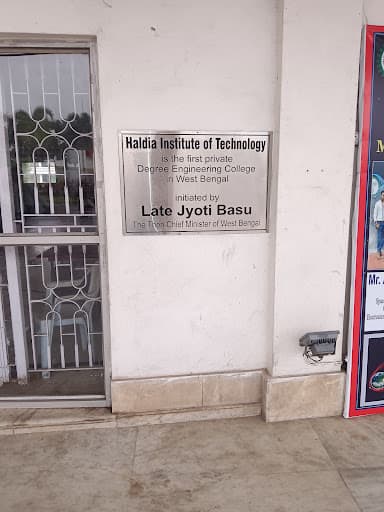 Haldia Institute of Technology
is the first private
Degree Engineering College
in West Bengal
initiated by
Late Jyoti Basu
The Then Chief Minister of West Bengal
M
Mr. A